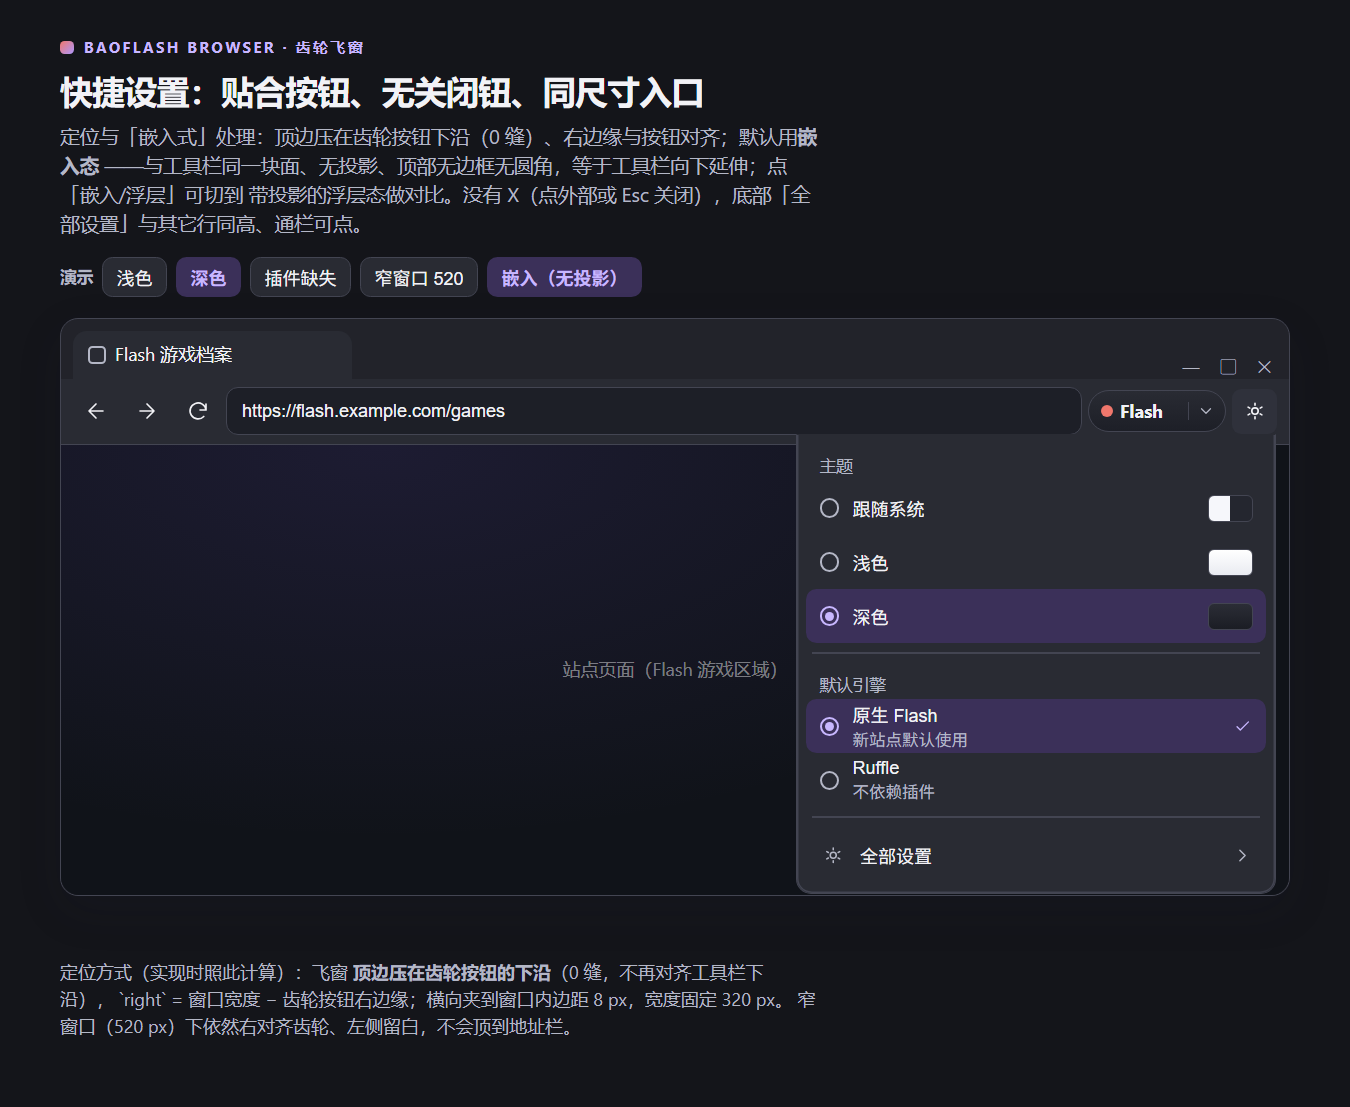 BAOFLASH BROWSER · 齿轮飞窗
快捷设置：贴合按钮、无关闭钮、同尺寸入口
定位与「嵌入式」处理：顶边压在齿轮按钮下沿（0 缝）、右边缘与按钮对齐；默认用嵌
入态 ——与工具栏同一块面、无投影、顶部无边框无圆角，等于工具栏向下延伸；点
「嵌入/浮层」可切到 带投影的浮层态做对比。没有 X（点外部或 Esc 关闭），底部「全
部设置」与其它行同高、通栏可点。
演示 浅色 深色 插件缺失 窄窗口 520 嵌入（无投影）
Flash 游戏档案
https://flash.example.com/games
Flash
主题
跟随系统
浅色
深色
站点页面（Flash 游戏区域）
默认引擎
原生 Flash
新站点默认使用
Ruffle
不依赖插件
全部设置
定位方式（实现时照此计算）：飞窗 顶边压在齿轮按钮的下沿（0 缝，不再对齐工具栏下
沿），`right` = 窗口宽度 − 齿轮按钮右边缘；横向夹到窗口内边距 8 px，宽度固定 320 px。 窄
窗口（520 px）下依然右对齐齿轮、左侧留白，不会顶到地址栏。